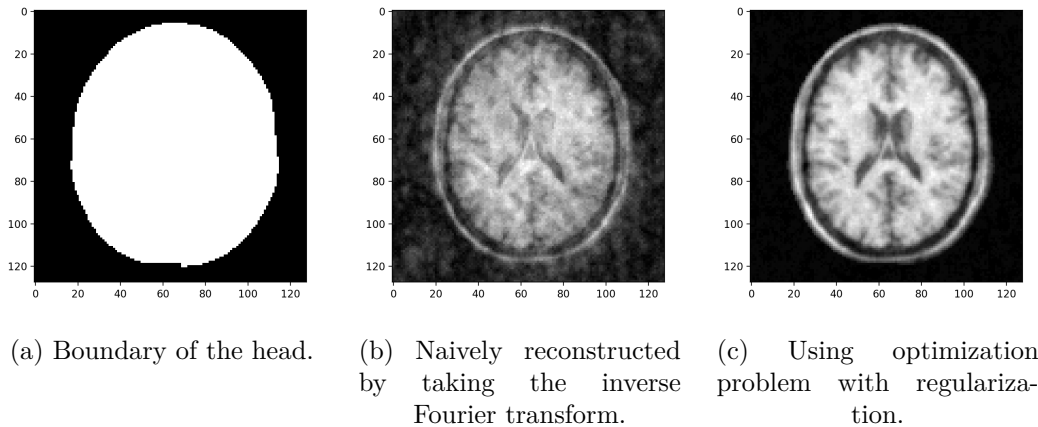 0
20
40
60
80
100
120
0 20 40 60 80 100 120
0
20
40
60
80
100
120
0 20 40 60 80 100 120
0
20
40
60
80
100
120
0 20 40 60 80 100 120
(a) Boundary of the head.
(b) Naively reconstructed
by taking the inverse
Fourier transform.
(c) Using optimization
problem with regulariza-
tion.